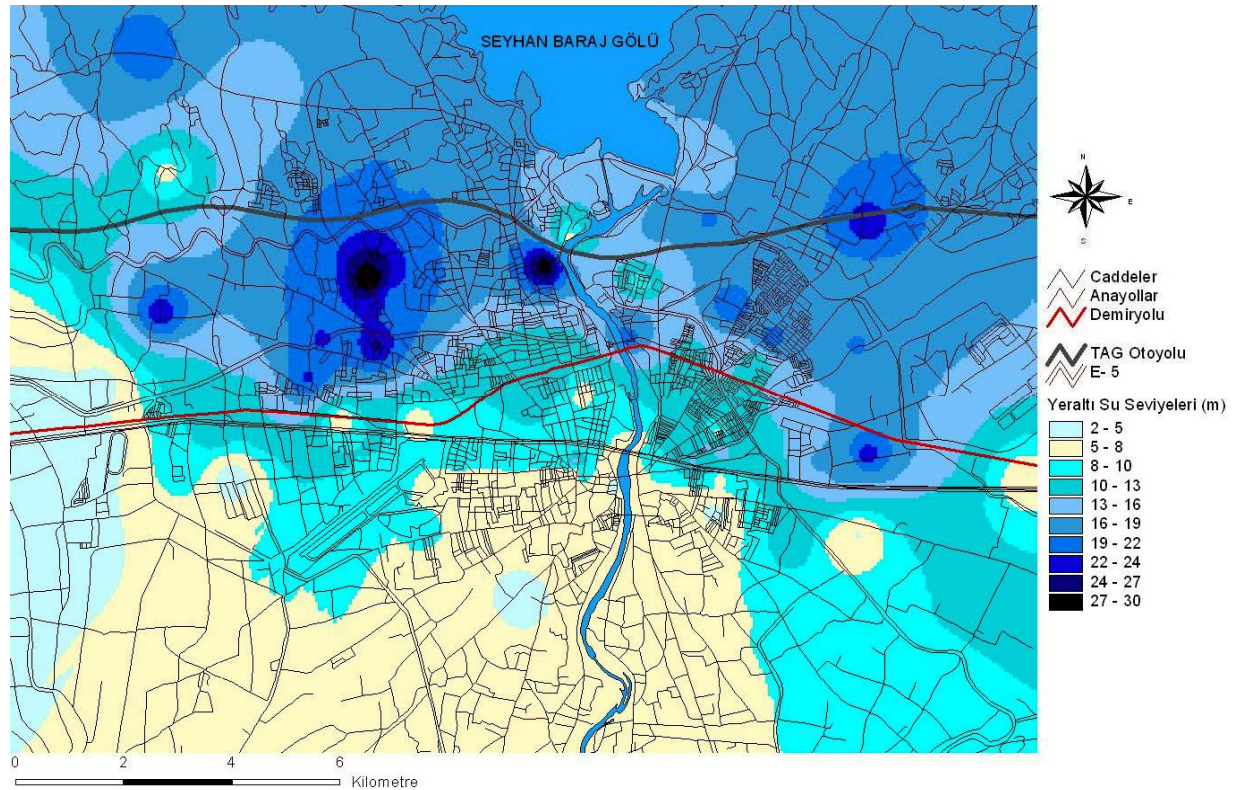 SEYHAN BARAJ GÖLÜ
N
E
S
Caddeler
Anayollar
Demiryolu
TAG Otoyolu
E- 5
Yeraltı Su Seviyeleri (m)
2 - 5
5 - 8
8 - 10
10 - 13
13 - 16
16 - 19
19 - 22
22 - 24
24 - 27
27 - 30
0 2 4 6
Kilometre